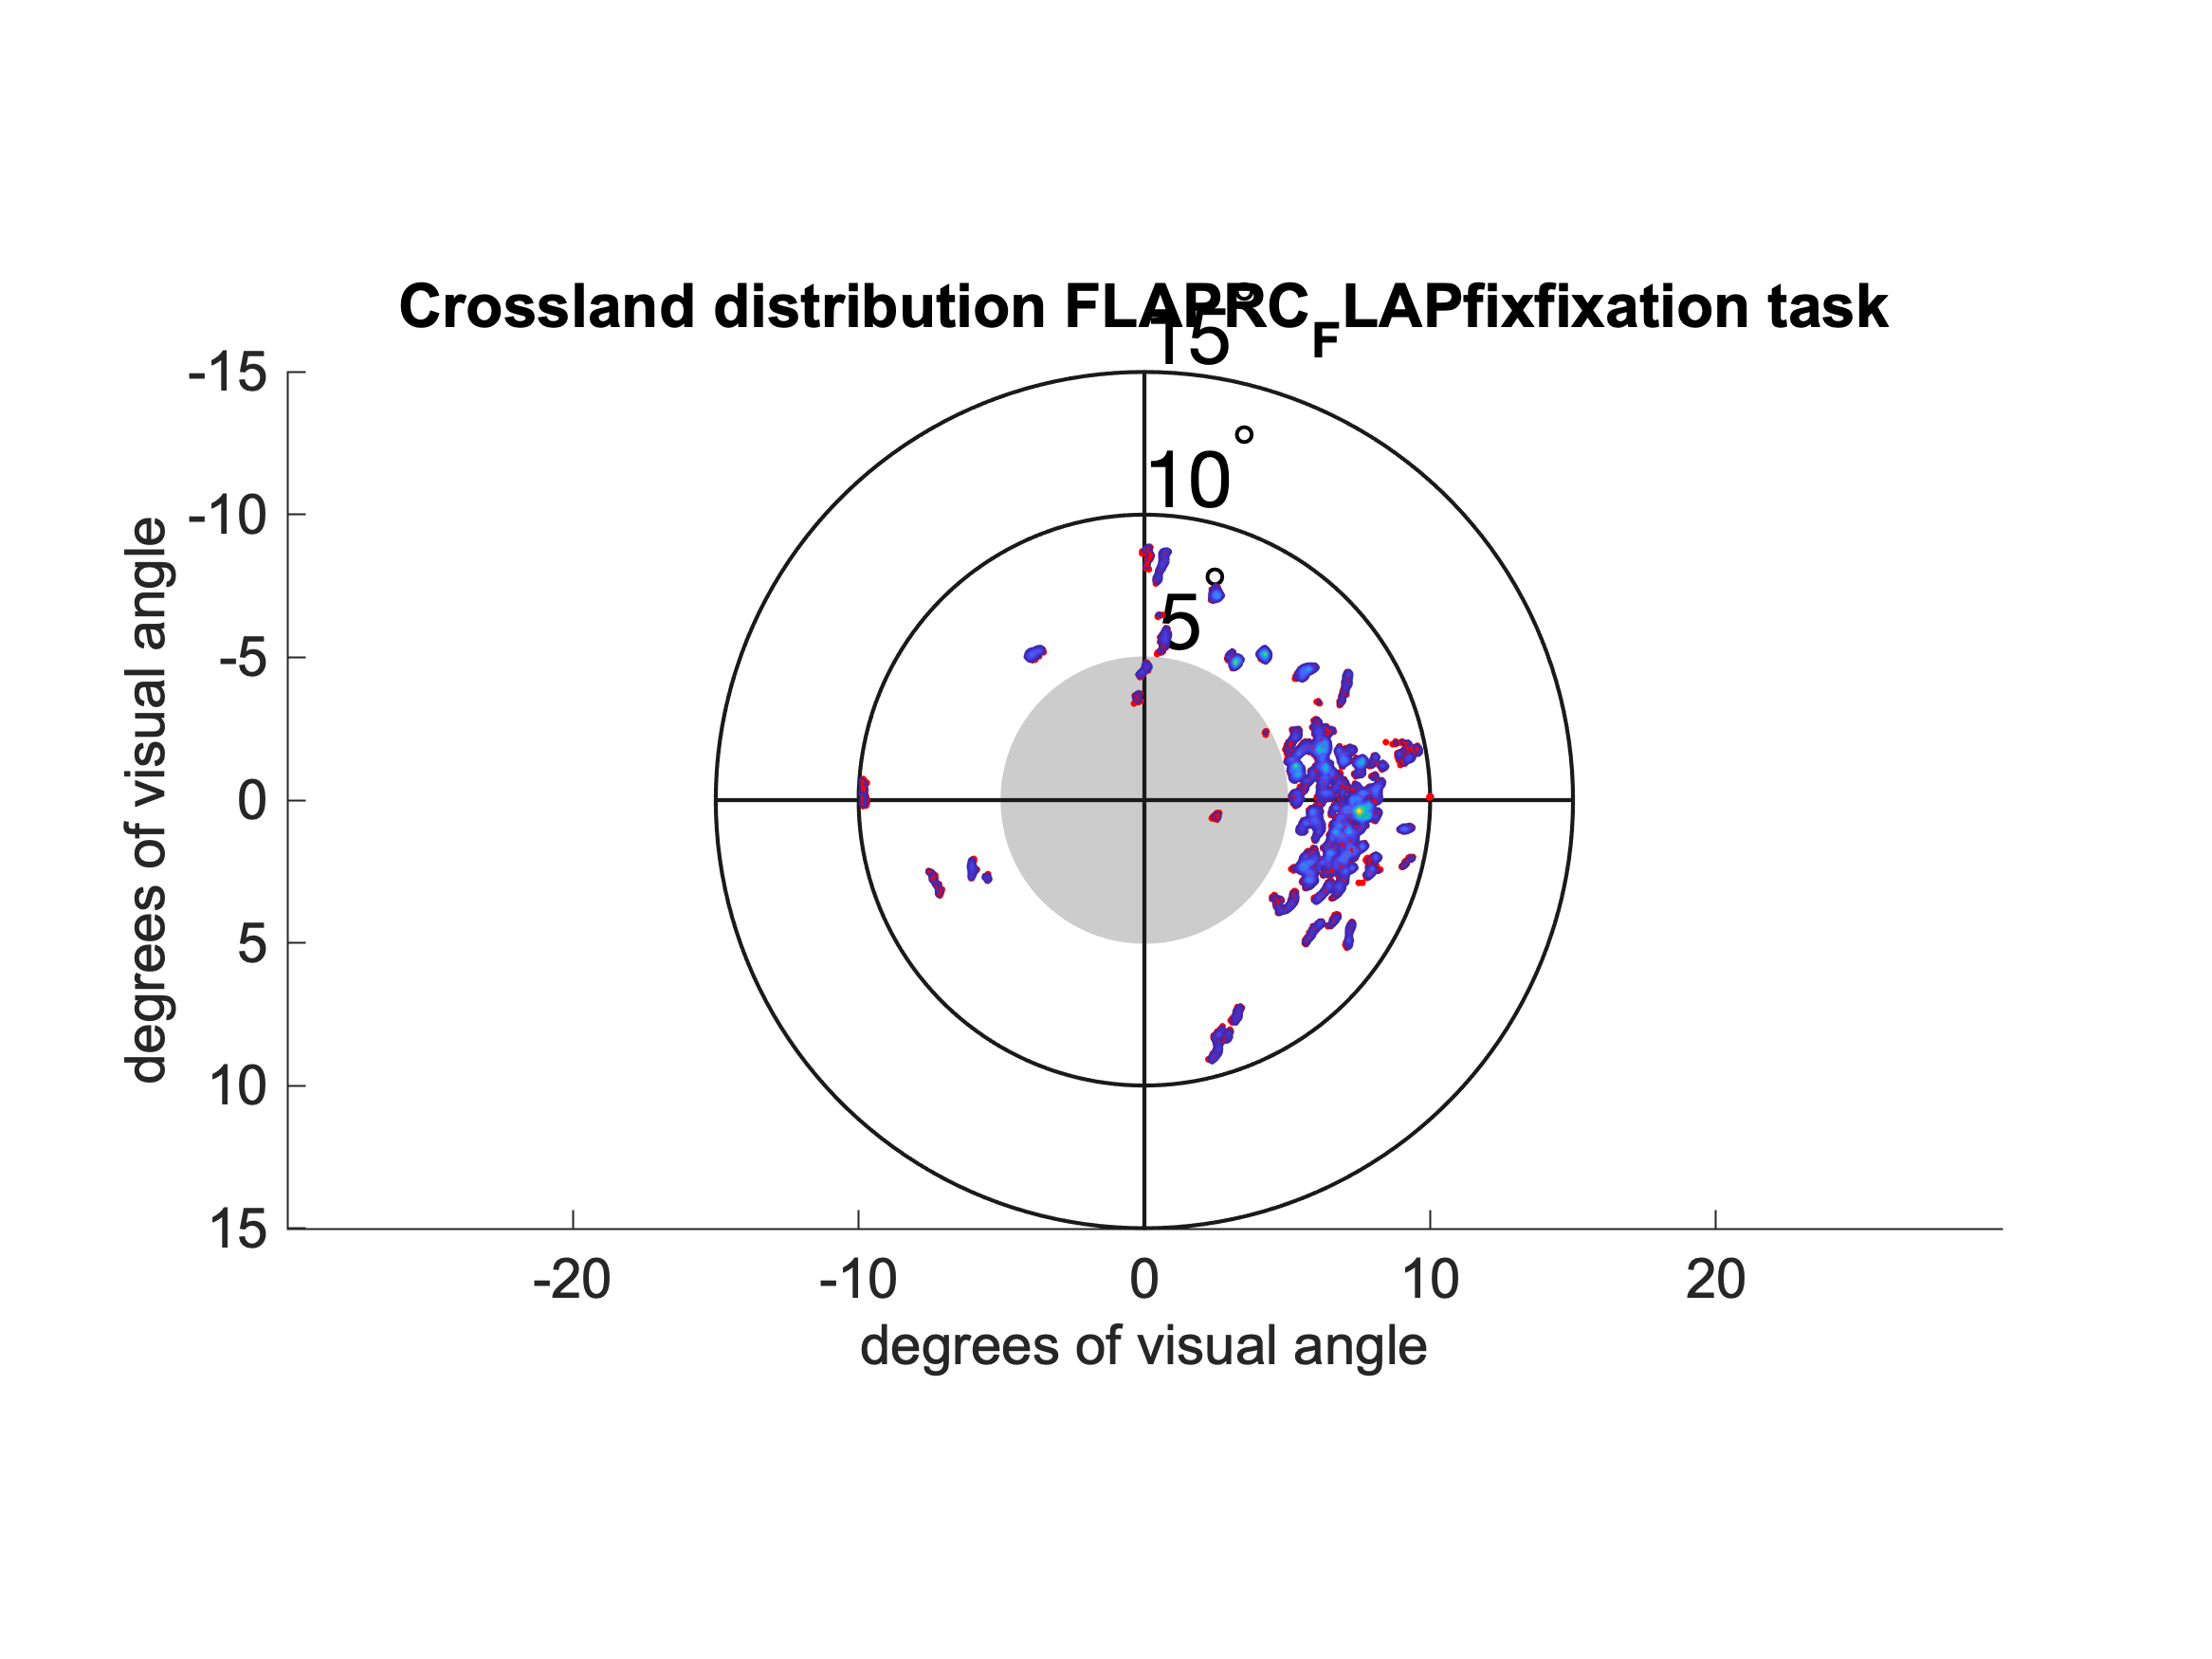 Crossland distribution FLAPRC_FLAPfixfixation task
15°
10°
5°
-15
-10
-5
0
5
10
15
degrees of visual angle
-20 -10 0 10 20
degrees of visual angle